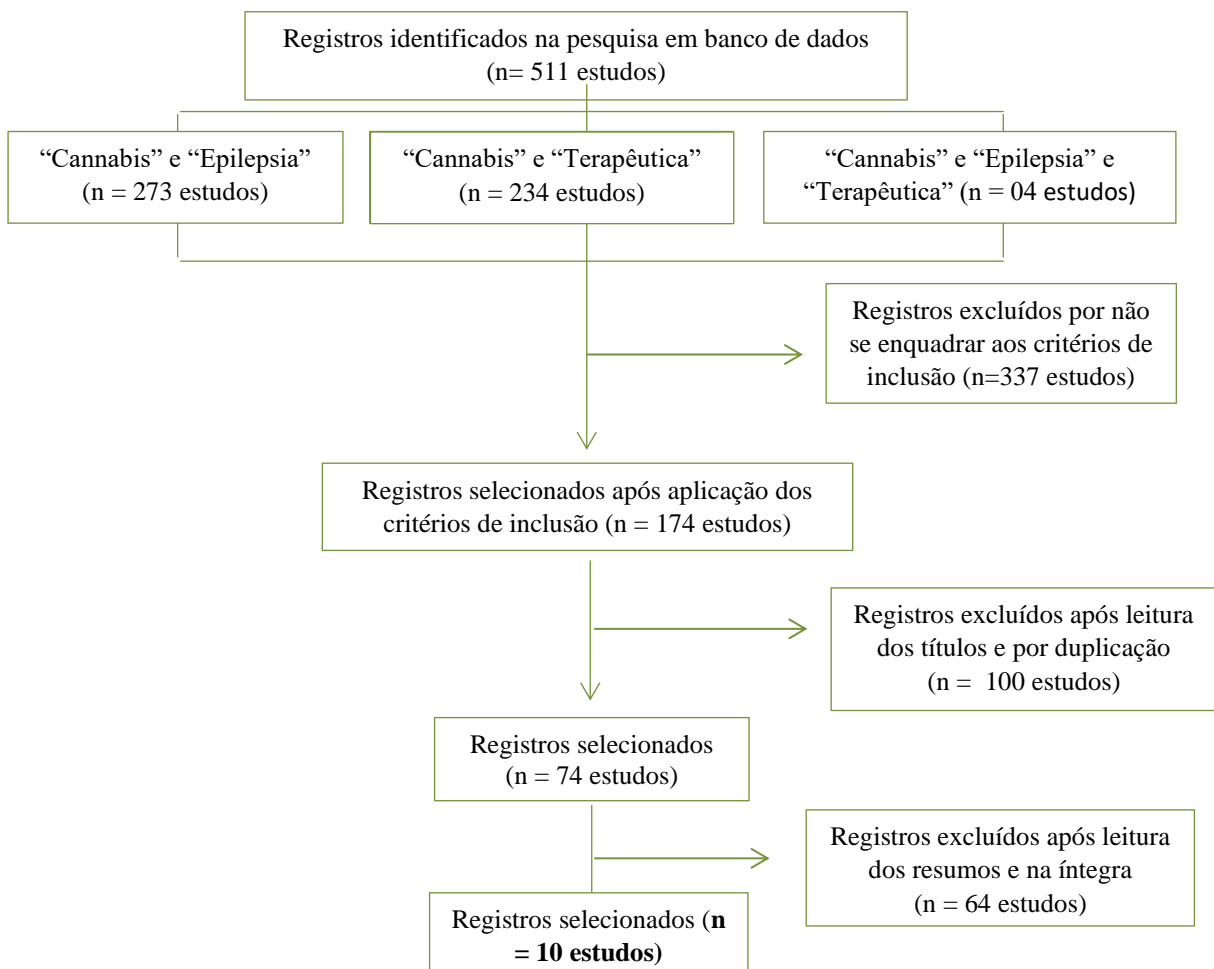 Registros identificados na pesquisa em banco de dados
(n= 511 estudos)
“Cannabis” e “Epilepsia”
(n = 273 estudos)
“Cannabis” e “Terapêutica”
(n = 234 estudos)
“Cannabis” e “Epilepsia” e
“Terapêutica” (n = 04 estudos)
Registros excluídos por não
se enquadrar aos critérios de
inclusão (n=337 estudos)
Registros selecionados após aplicação dos
critérios de inclusão (n = 174 estudos)
Registros excluídos após leitura
dos títulos e por duplicação
(n = 100 estudos)
Registros selecionados
(n = 74 estudos)
Registros excluídos após leitura
dos resumos e na íntegra
(n = 64 estudos)
Registros selecionados (n
= 10 estudos)